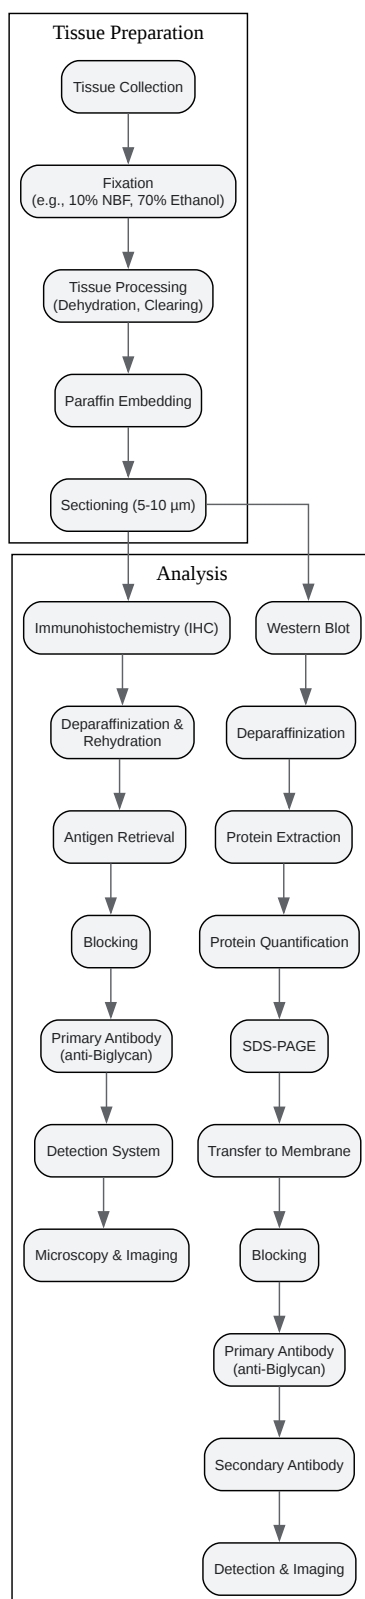 Tissue Preparation
Tissue Collection
Fixation
(e.g., 10% NBF, 70% Ethanol)
Tissue Processing
(Dehydration, Clearing)
Paraffin Embedding
Sectioning (5-10 µm)
Analysis
Immunohistochemistry (IHC)
Deparaffinization &
Rehydration
Antigen Retrieval
Blocking
Primary Antibody
(anti-Biglycan)
Detection System
Microscopy & Imaging
Western Blot
Deparaffinization
Protein Extraction
Protein Quantification
SDS-PAGE
Transfer to Membrane
Blocking
Primary Antibody
(anti-Biglycan)
Secondary Antibody
Detection & Imaging